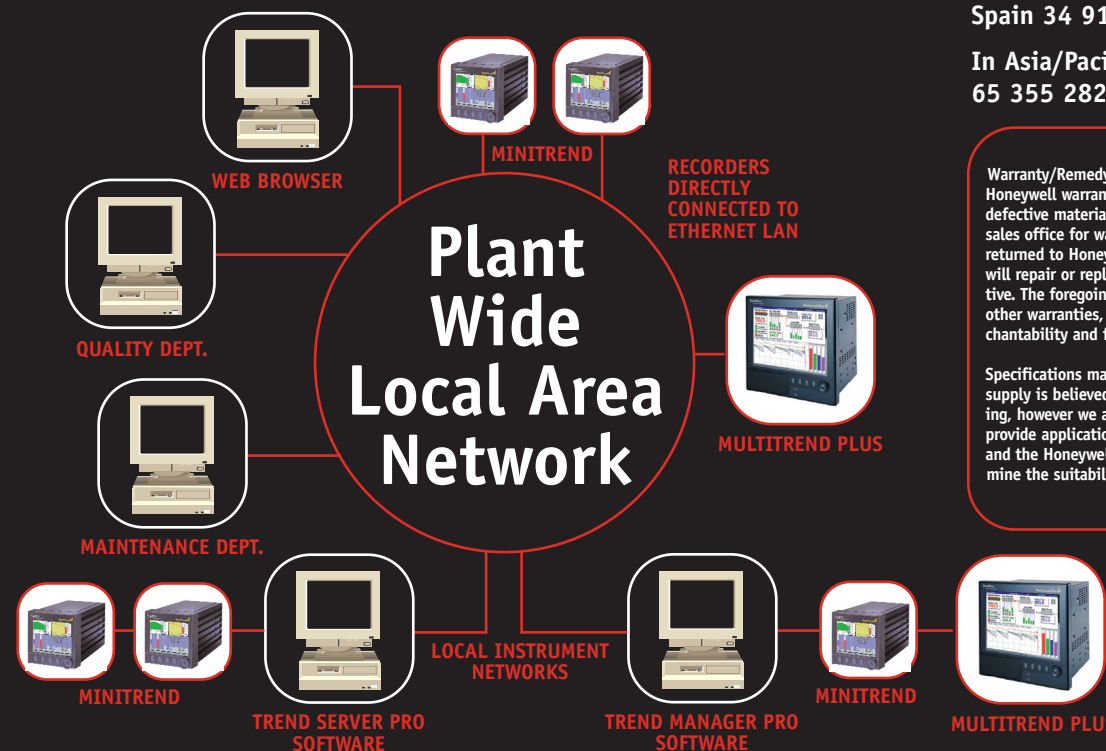 Spain 34 91
In Asia/Paci
65 355 282
WEB BROWSER
MINITREND
RECORDERS
DIRECTLY
CONNECTED TO
ETHERNET LAN
Plant
Wide
Local Area
Network
QUALITY DEPT.
MULTITREND PLUS
MAINTENANCE DEPT.
MINITREND
TREND SERVER PRO
SOFTWARE
LOCAL INSTRUMENT
NETWORKS
TREND MANAGER PRO
SOFTWARE
MINITREND
MULTITREND PLU
Warranty/Remedy
Honeywell warran
defective material
sales office for wa
returned to Honey
will repair or repl
tive. The foregoin
other warranties,
chantability and f
Specifications ma
supply is believed
ing, however we a
provide applicatio
and the Honeywel
mine the suitabil